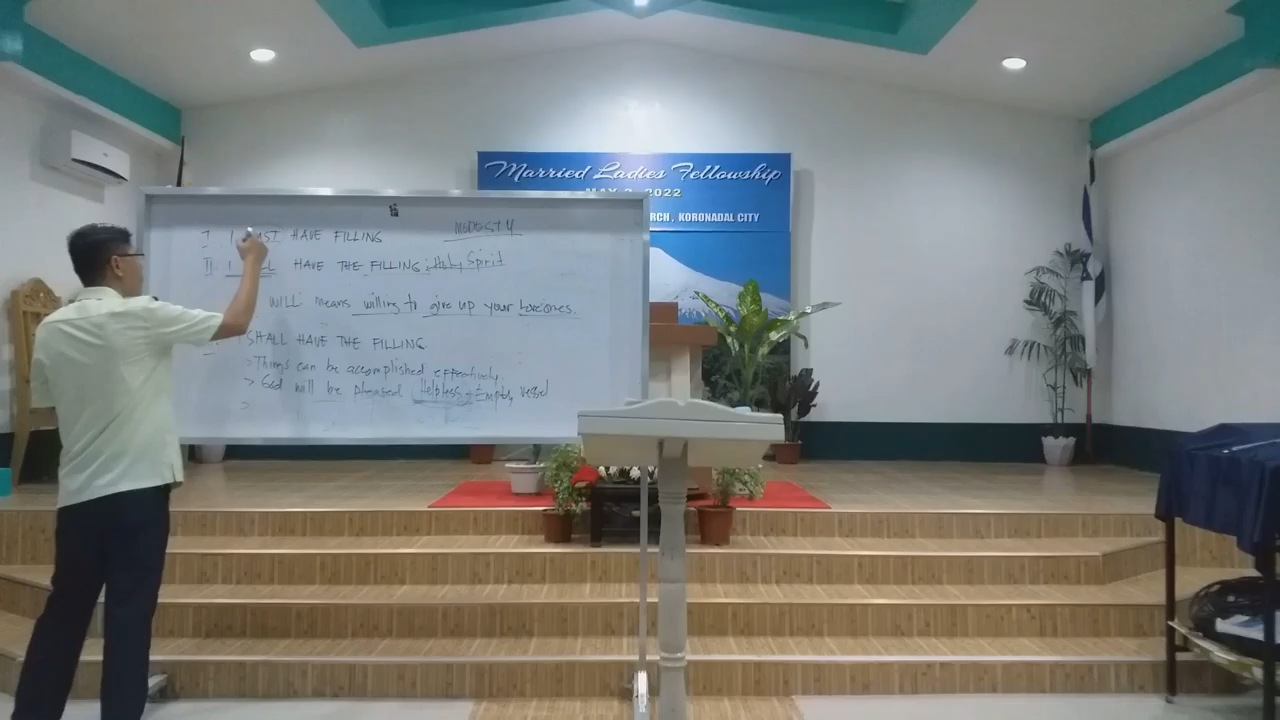 Married Ladies Fellowship
MAY 2, 2022
RCH, KORONADAL CITY
MODESTY
I I MUST HAVE FILLING
II I HAVE THE FILLING : Holy Spirit
WILL means willing to give up your
SHALL HAVE THE FILLING
> Things can be accomplished effectively
> God will be pleased Helpless - Empty vessel
>